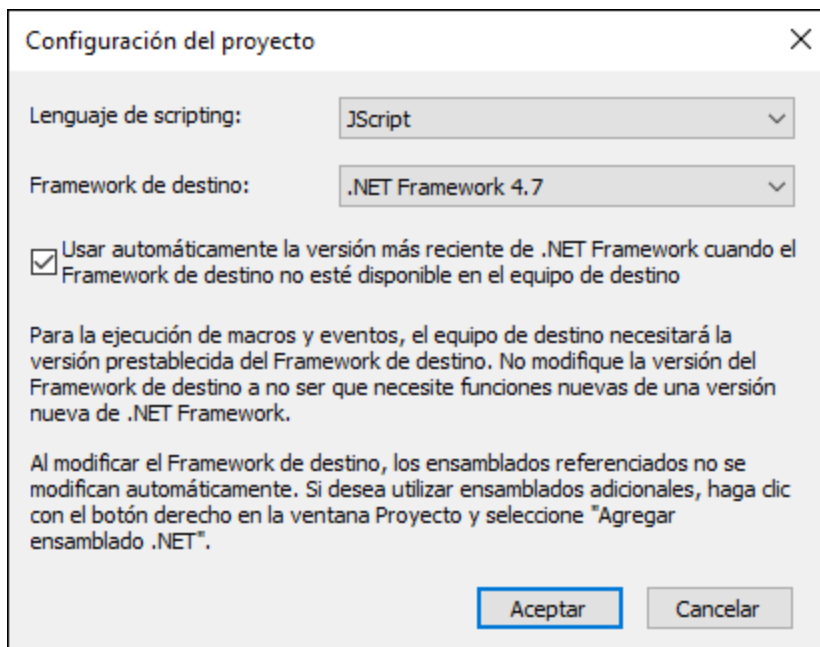 Configuración del proyecto
Lenguaje de scripting:
JScript
Framework de destino:
.NET Framework 4.7
Usar automáticamente la versión más reciente de .NET Framework cuando el
Framework de destino no esté disponible en el equipo de destino
Para la ejecución de macros y eventos, el equipo de destino necesitará la
versión prestablecida del Framework de destino. No modifique la versión del
Framework de destino a no ser que necesite funciones nuevas de una versión
nueva de .NET Framework.
Al modificar el Framework de destino, los ensamblados referenciados no se
modifican automáticamente. Si desea utilizar ensamblados adicionales, haga clic
con el botón derecho en la ventana Proyecto y seleccione "Agregar
ensamblado .NET".
Aceptar
Cancelar